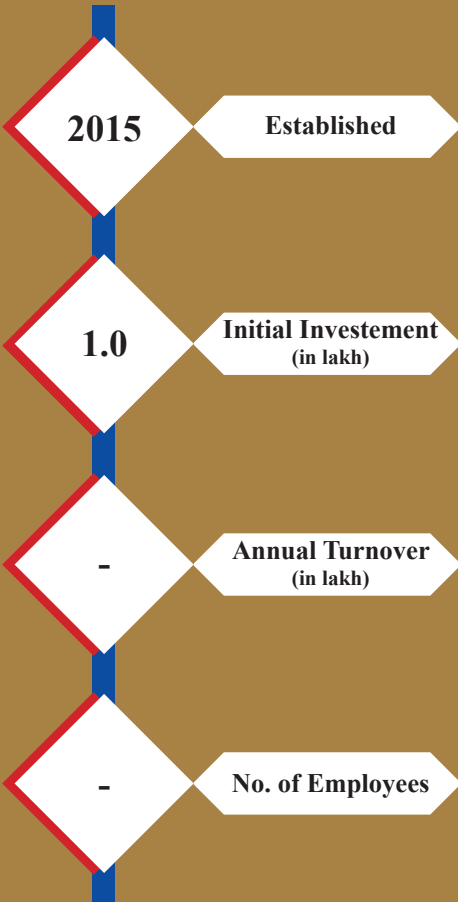 2015
Established
1.0
Initial Investement
(in lakh)
-
Annual Turnover
(in lakh)
-
No. of Employees